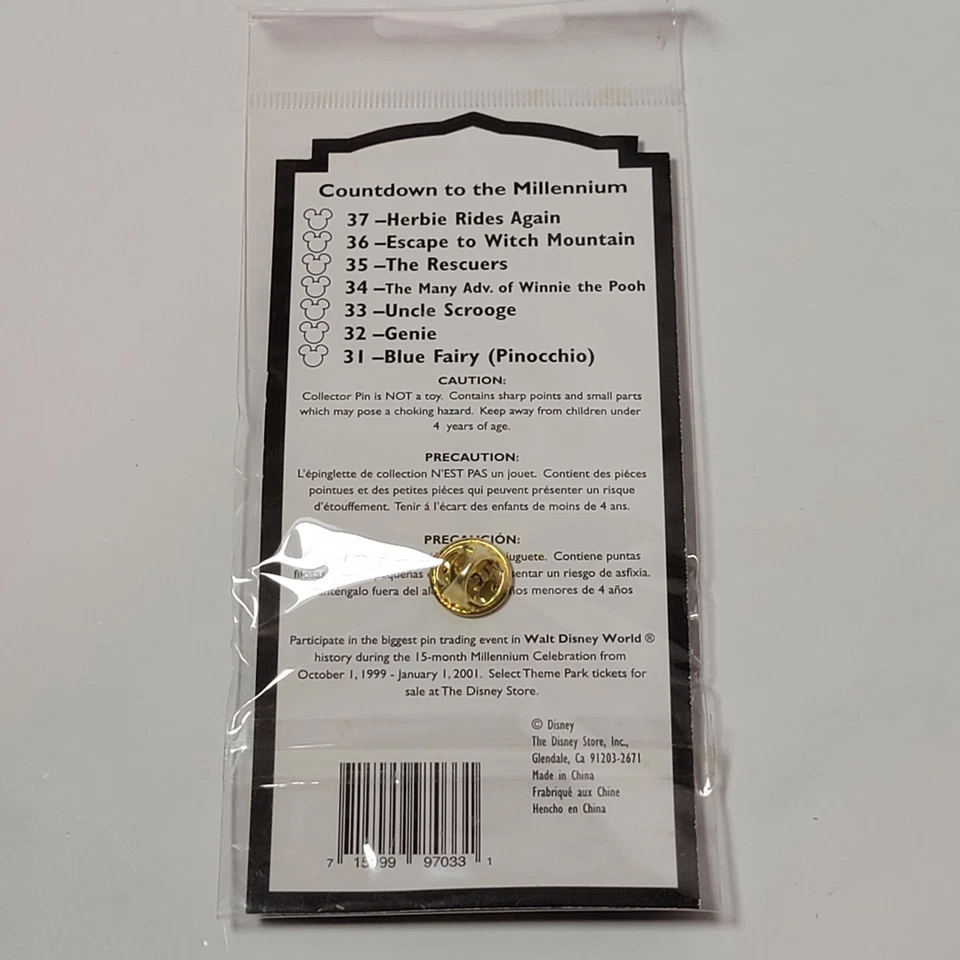 Countdown to the Millennium
37 –Herbie Rides Again
36 –Escape to Witch Mountain
35 –The Rescuers
34 –The Many Adv. of Winnie the Pooh
33 –Uncle Scrooge
32 –Genie
31 –Blue Fairy (Pinocchio)
CAUTION:
Collector Pin is NOT a toy. Contains sharp points and small parts
which may pose a choking hazard. Keep away from children under
4 years of age.
PRECAUTION:
L'épinglette de collection N'EST PAS un jouet. Contient des piéces
pointues et des petites piéces qui peuvent présenter un risque
d'étouffement. Tenir á l'écart des enfants de moins de 4 ans.
juguete. Contiene puntas
un riesgo de asfixia.
fuera del menores de 4 años
Participate in the biggest pin trading event in Walt Disney World ®
history during the 15-month Millennium Celebration from
October 1, 1999 - January 1, 2001. Select Theme Park tickets for
sale at The Disney Store.
© Disney
The Disney Store, Inc.,
Glendale, Ca 91203-2671
Made in China
Frabriqué aux Chine
Hencho en China
7 97033 1